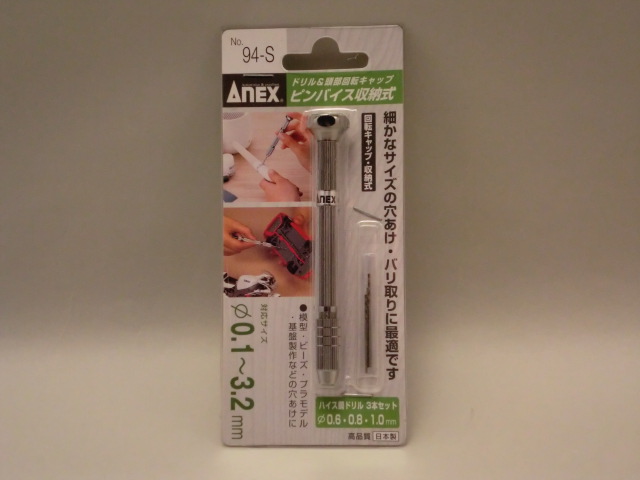 No.
94-S
ANEX
ドリル&頭部回転キャップ
ピンバイス収納式
細かなサイズの穴あけ・バリ取りに最適です
回転キャップ・収納式
ANEX
対応サイズ
φ0.1～3.2mm
●模型・ビーズ・プラモデル
・基盤製作などの穴あけに
ハイス鋼ドリル 3本セット
φ0.6・0.8・1.0mm
高品質 日本製